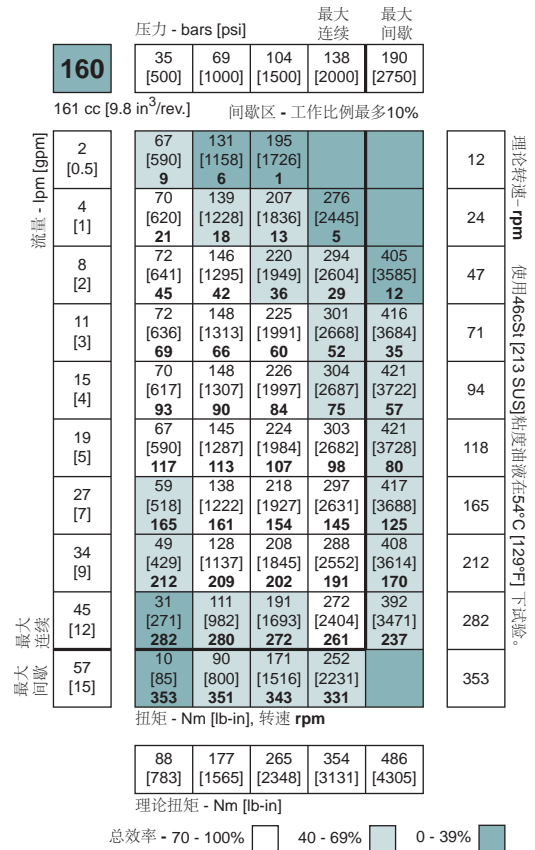 最大 最大
压力 - bars [psi] 连续 间歇
160 35 69 104 138 190
[500] [1000] [1500] [2000] [2750]
161 cc [9.8 in³/rev.] 间歇区 - 工作比例最多10%
流量 - lpm [gpm]
理论转速– rpm 使用46cSt [213 SUS]粘度油液在54°C [129°F] 下试验。
2 67 131 195 12
[0.5] [590] [1158] [1726]
9 6 1
4 70 139 207 276 24
[1] [620] [1228] [1836] [2445]
21 18 13 5
8 72 146 220 294 405 47
[2] [641] [1295] [1949] [2604] [3585]
45 42 36 29 12
11 72 148 225 301 416 71
[3] [636] [1313] [1991] [2668] [3684]
69 66 60 52 35
15 70 148 226 304 421 94
[4] [617] [1307] [1997] [2687] [3722]
93 90 84 75 57
19 67 145 224 303 421 118
[5] [590] [1287] [1984] [2682] [3728]
117 113 107 98 80
27 59 138 218 297 417 165
[7] [518] [1222] [1927] [2631] [3688]
165 161 154 145 125
34 49 128 208 288 408 212
[9] [429] [1137] [1845] [2552] [3614]
212 209 202 191 170
最大 连续
45 31 111 191 272 392 282
[12] [271] [982] [1693] [2404] [3471]
282 280 272 261 237
最大 间歇
57 10 90 171 252 353
[15] [85] [800] [1516] [2231]
353 351 343 331
扭矩 - Nm [lb-in], 转速 rpm
88 177 265 354 486
[783] [1565] [2348] [3131] [4305]
理论扭矩 - Nm [lb-in]
总效率 - 70 - 100% 40 - 69% 0 - 39%